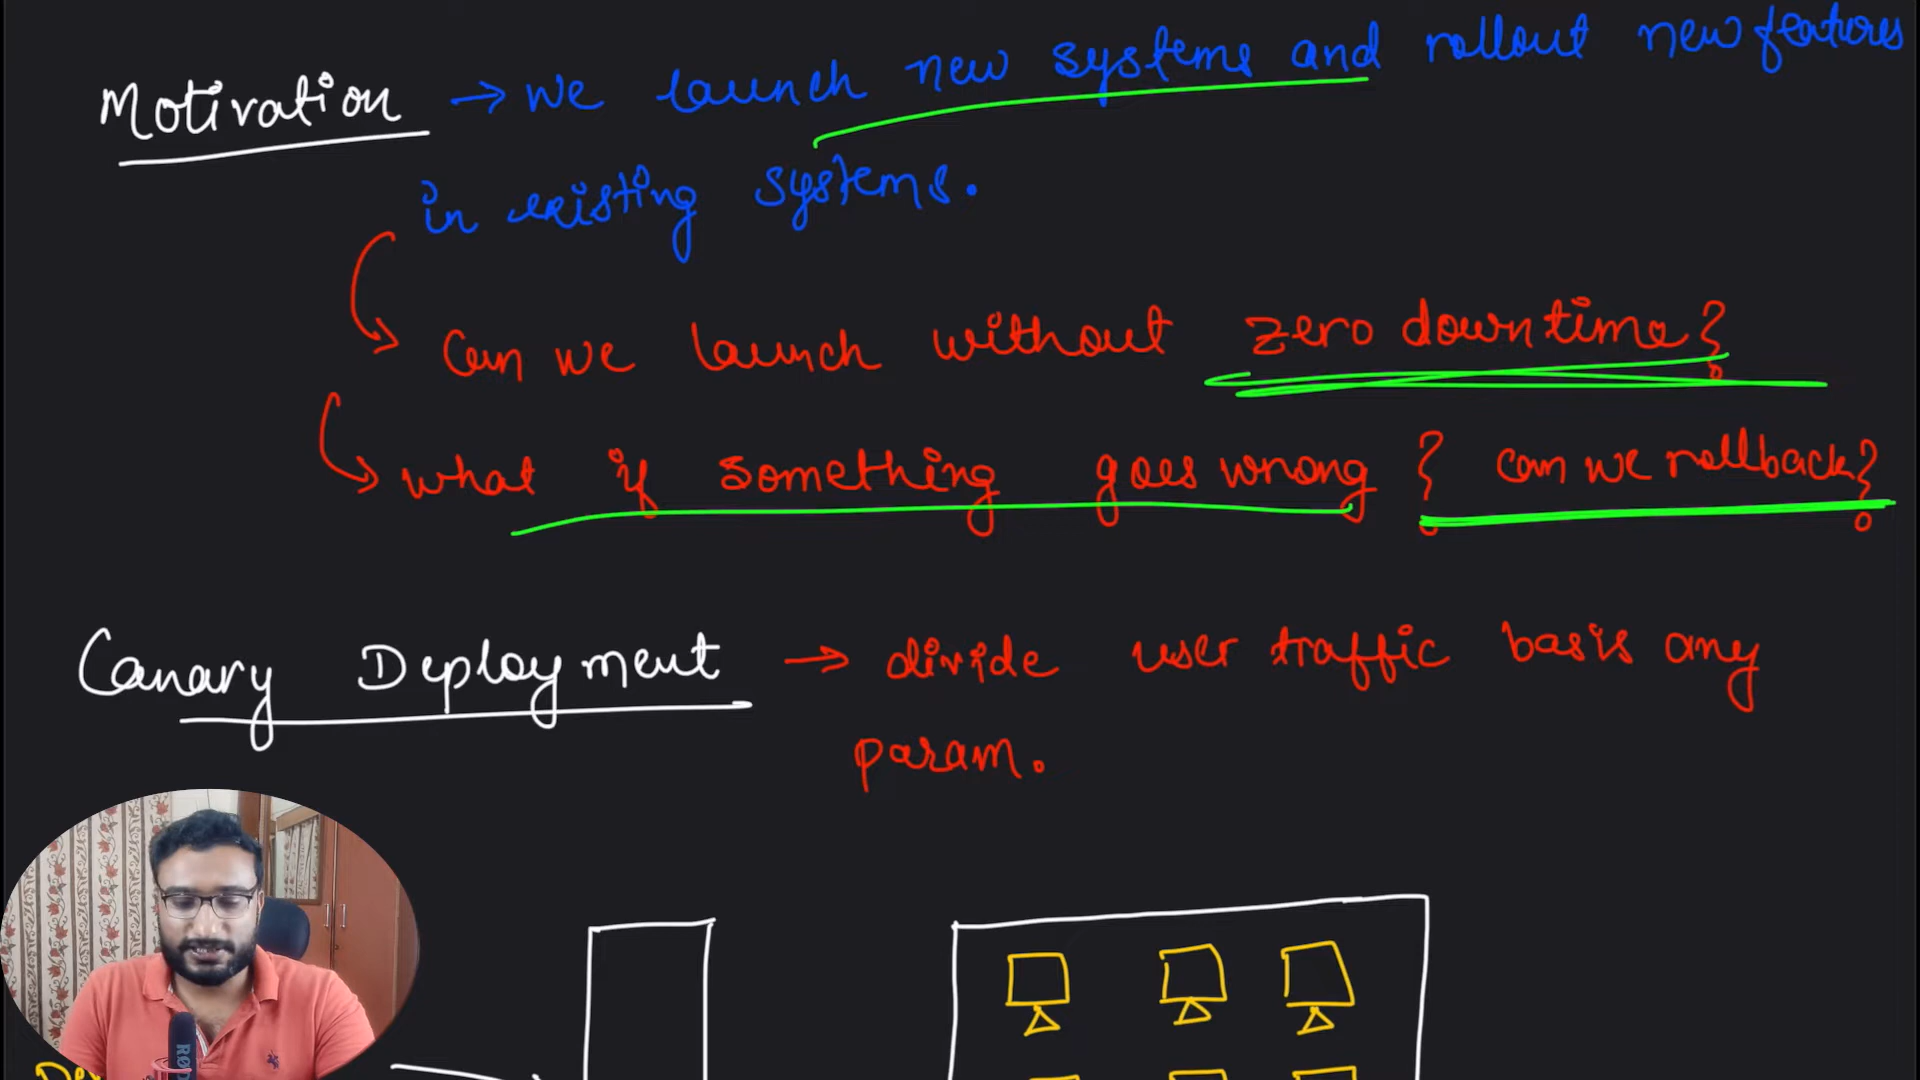 Motivation → we launch new systems and rollout new features
in existing systems.
Can we launch without zero downtime?
what if something goes wrong? can we rollback?
Canary Deployment → divide user traffic basis any
param.
RØD